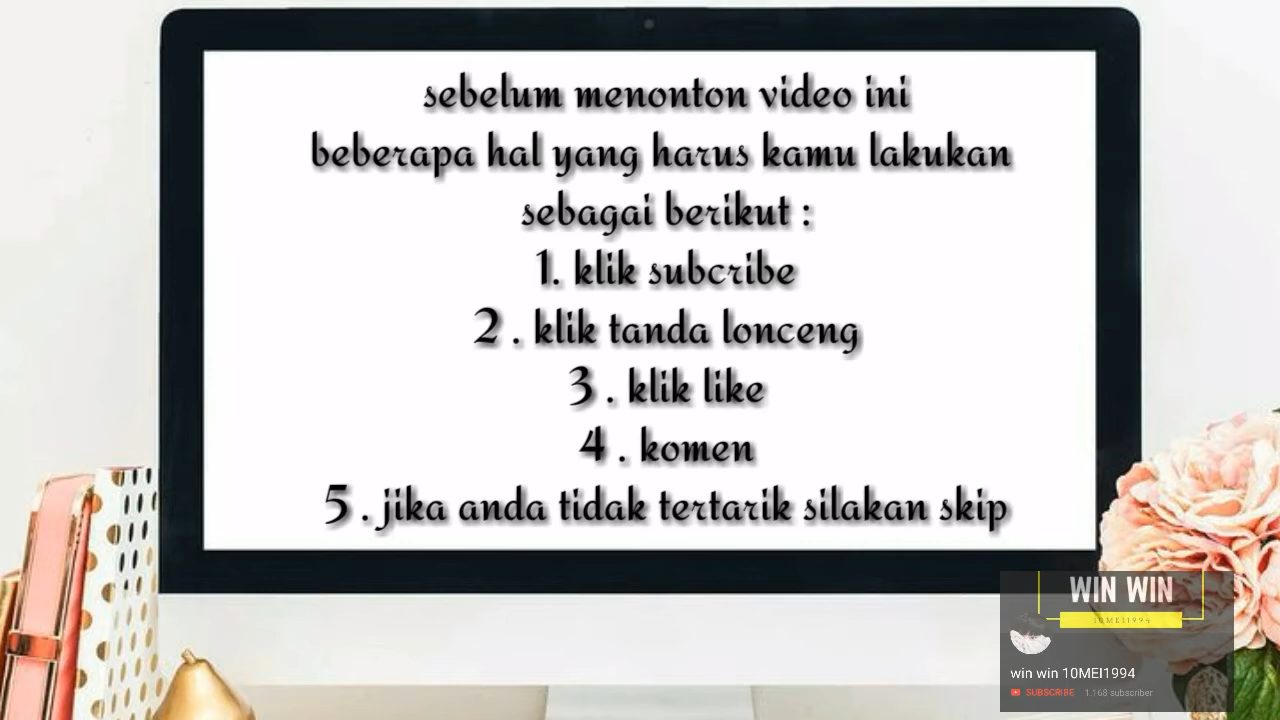 sebelum menonton video ini
beberapa hal yang harus kamu lakukan
sebagai berikut :
1. klik subcribe
2 . klik tanda lonceng
3 . klik like
4 . komen
5 . jika anda tidak tertarik silakan skip
WIN WIN
10MEI1994
win win 10MEI1994
SUBSCRIBE 1.168 subscriber